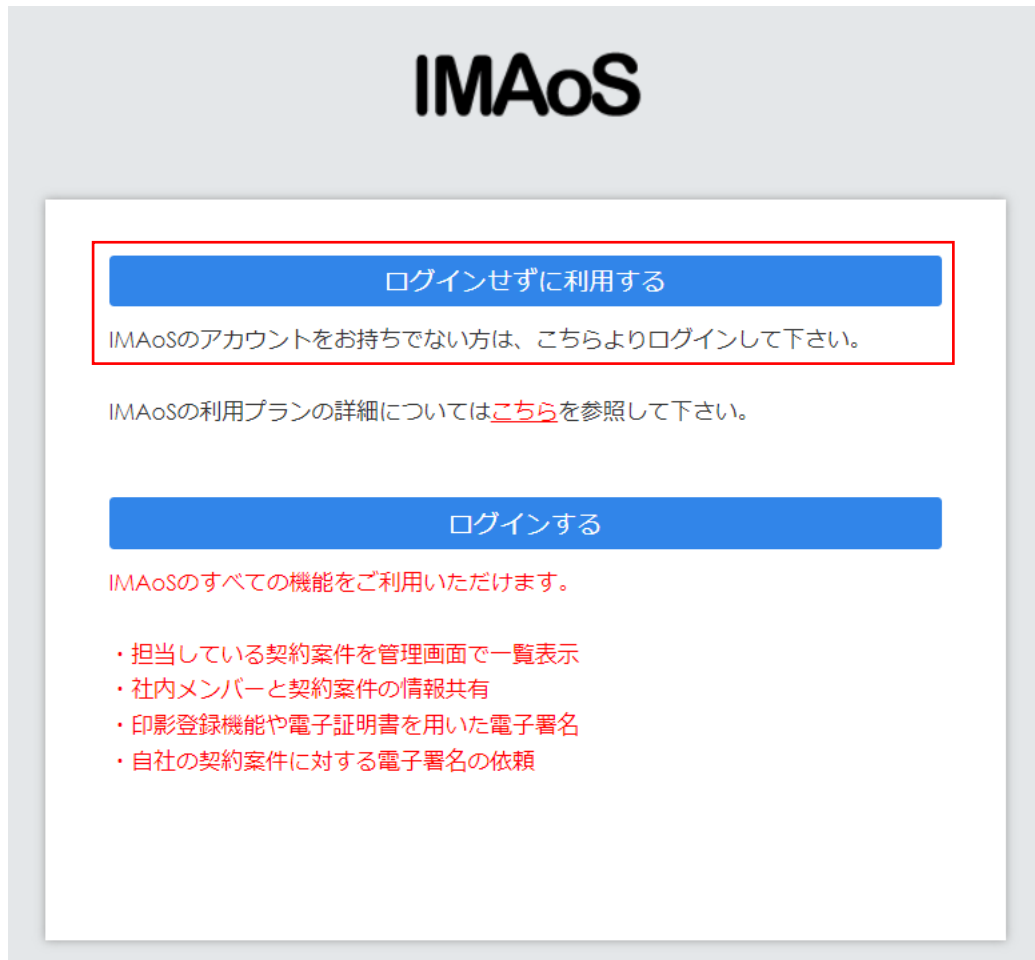 IMAoS
ログインせずに利用する
IMAoSのアカウントをお持ちでない方は、こちらよりログインして下さい。
IMAoSの利用プランの詳細についてはこちらを参照して下さい。
ログインする
IMAoSのすべての機能をご利用いただけます。
・担当している契約案件を管理画面で一覧表示
・社内メンバーと契約案件の情報共有
・印影登録機能や電子証明書を用いた電子署名
・自社の契約案件に対する電子署名の依頼